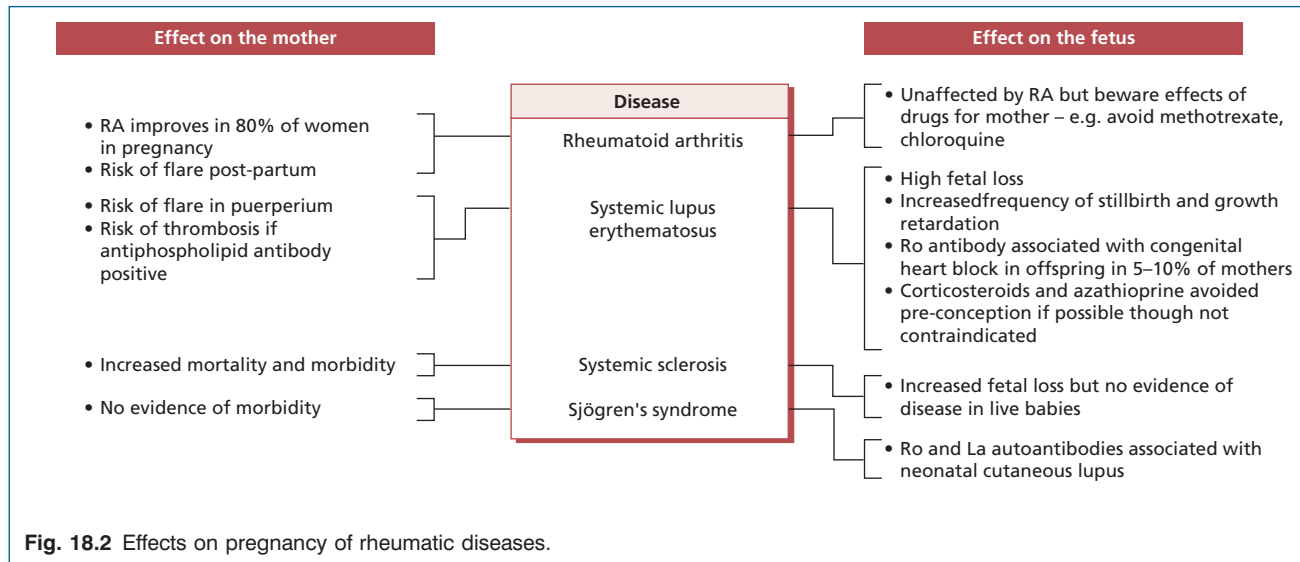 Effect on the mother
Effect on the fetus
Disease
• RA improves in 80% of women
in pregnancy
• Risk of flare post-partum
Rheumatoid arthritis
• Unaffected by RA but beware effects of
drugs for mother – e.g. avoid methotrexate,
chloroquine
• Risk of flare in puerperium
• Risk of thrombosis if
antiphospholipid antibody
positive
Systemic lupus
erythematosus
• High fetal loss
• Increasedfrequency of stillbirth and growth
retardation
• Ro antibody associated with congenital
heart block in offspring in 5–10% of mothers
• Corticosteroids and azathioprine avoided
pre-conception if possible though not
contraindicated
• Increased mortality and morbidity
Systemic sclerosis
• Increased fetal loss but no evidence of
disease in live babies
• No evidence of morbidity
Sjögren's syndrome
• Ro and La autoantibodies associated with
neonatal cutaneous lupus
Fig. 18.2 Effects on pregnancy of rheumatic diseases.